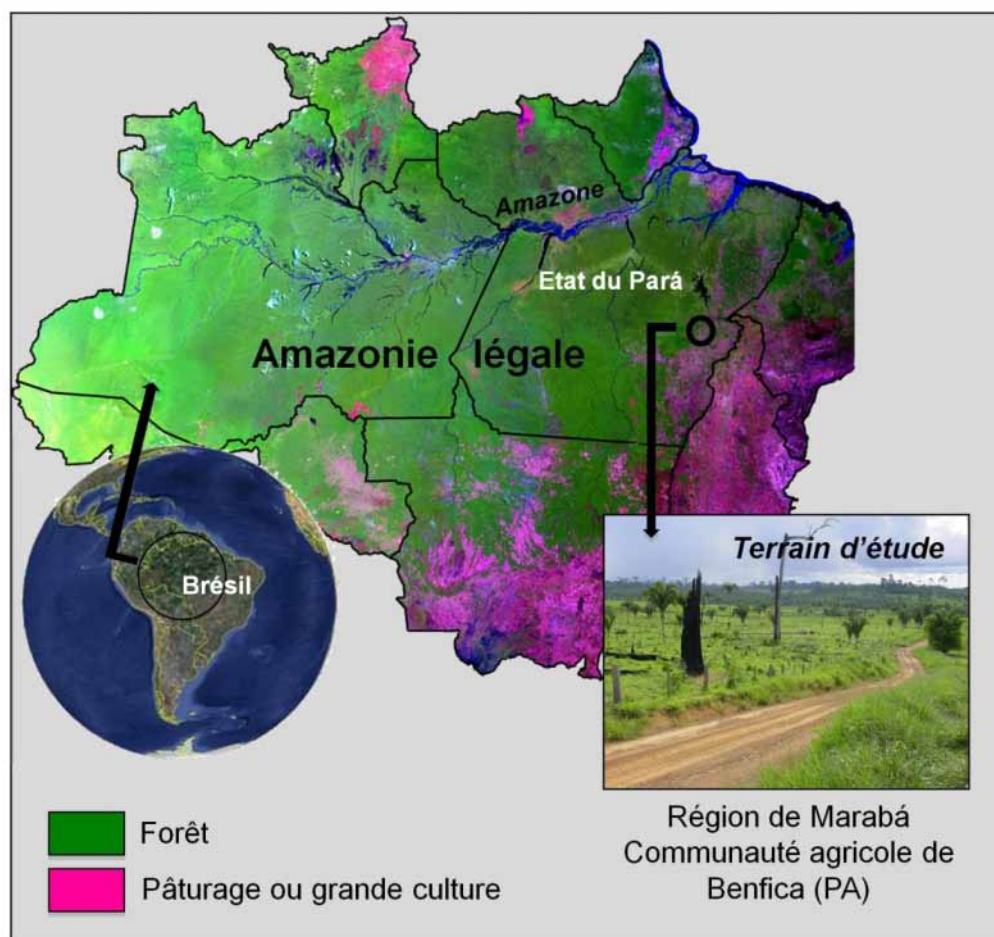 Amazone
Etat du Pará
Amazonie légale
Brésil
Terrain d'étude
Région de Marabá
Communauté agricole de
Benfica (PA)
Forêt
Pâturage ou grande culture